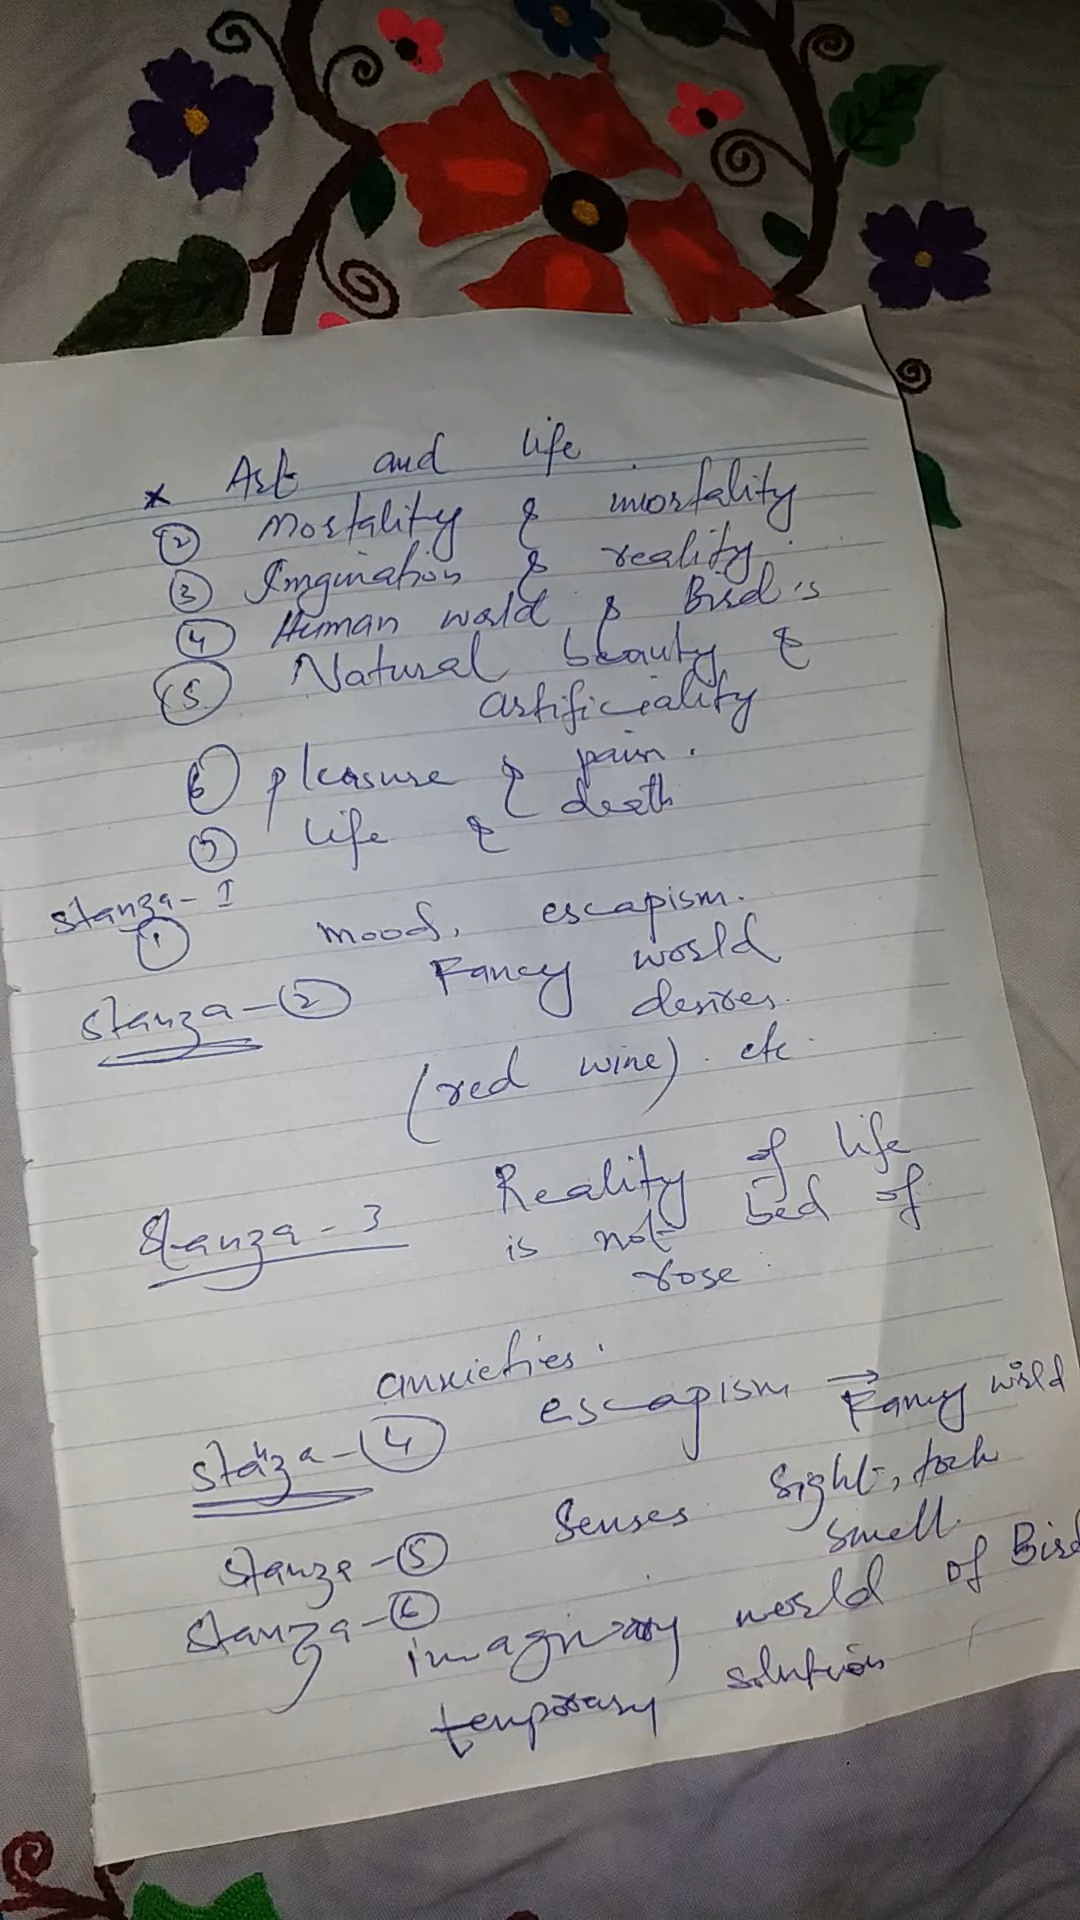 * Art and life
② Mortality & imortality
③ Imgination & reality.
④ Human world & Bird's
⑤ Natural beauty &
artificiality
⑥ pleasure & pain.
⑦ life & death
Stanza - I
① mood, escapism.
Stanza - ② Fancy world
desires.
(red wine). etc.
Stanza - 3 Reality of life
is not bed of
rose.
anxieties.
Stanza - ④ escapism → Fancy world
Stanza - ⑤ Senses sight,
smell.
Stanza - ⑥
imaginary world of Bird
temporary solution